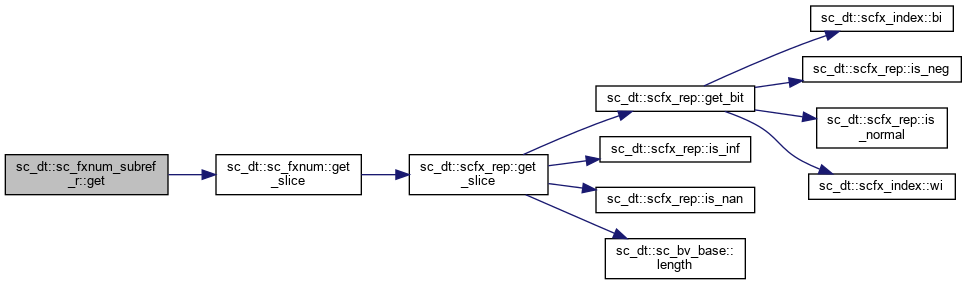 sc_dt::sc_fxnum_subref
_r::get
sc_dt::sc_fxnum::get
_slice
sc_dt::scfx_rep::get
_slice
sc_dt::scfx_rep::get_bit
sc_dt::scfx_index::bi
sc_dt::scfx_rep::is_neg
sc_dt::scfx_rep::is
_normal
sc_dt::scfx_index::wi
sc_dt::scfx_rep::is_inf
sc_dt::scfx_rep::is_nan
sc_dt::sc_bv_base::
length